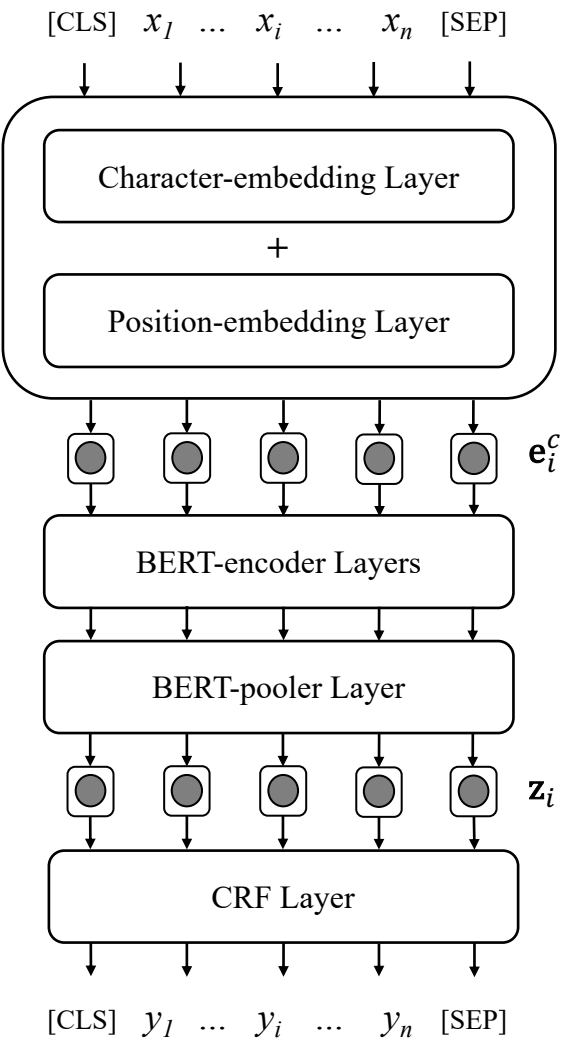 [CLS] x₁ ... xᵢ ... xₙ [SEP]
Character-embedding Layer
+
Position-embedding Layer
𝐞ᵢᶜ
BERT-encoder Layers
BERT-pooler Layer
𝐳ᵢ
CRF Layer
[CLS] y₁ ... yᵢ ... yₙ [SEP]